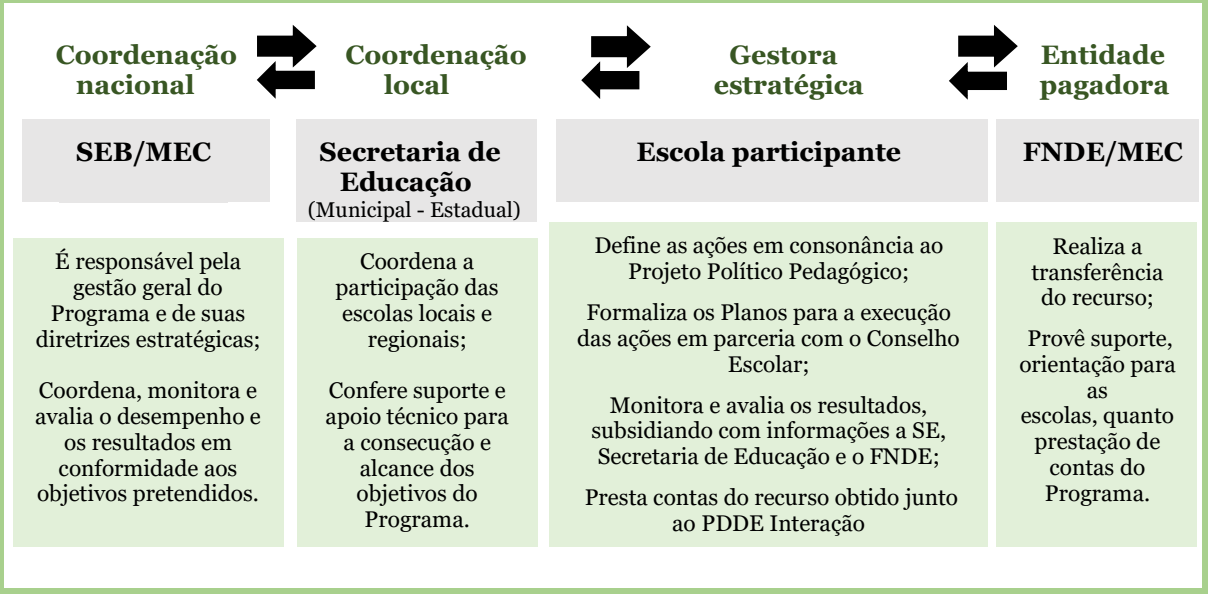 Coordenação
nacional
Coordenação
local
Gestora
estratégica
Entidade
pagadora
SEB/MEC
Secretaria de
Educação
(Municipal - Estadual)
Escola participante
FNDE/MEC
É responsável pela
gestão geral do
Programa e de suas
diretrizes estratégicas;
Coordena, monitora e
avalia o desempenho e
os resultados em
conformidade aos
objetivos pretendidos.
Coordena a
participação das
escolas locais e
regionais;
Confere suporte e
apoio técnico para
a consecução e
alcance dos
objetivos do
Programa.
Define as ações em consonância ao
Projeto Político Pedagógico;
Formaliza os Planos para a execução
das ações em parceria com o Conselho
Escolar;
Monitora e avalia os resultados,
subsidiando com informações a SE,
Secretaria de Educação e o FNDE;
Presta contas do recurso obtido junto
ao PDDE Interação
Realiza a
transferência
do recurso;
Provê suporte,
orientação para
as
escolas, quanto
prestação de
contas do
Programa.